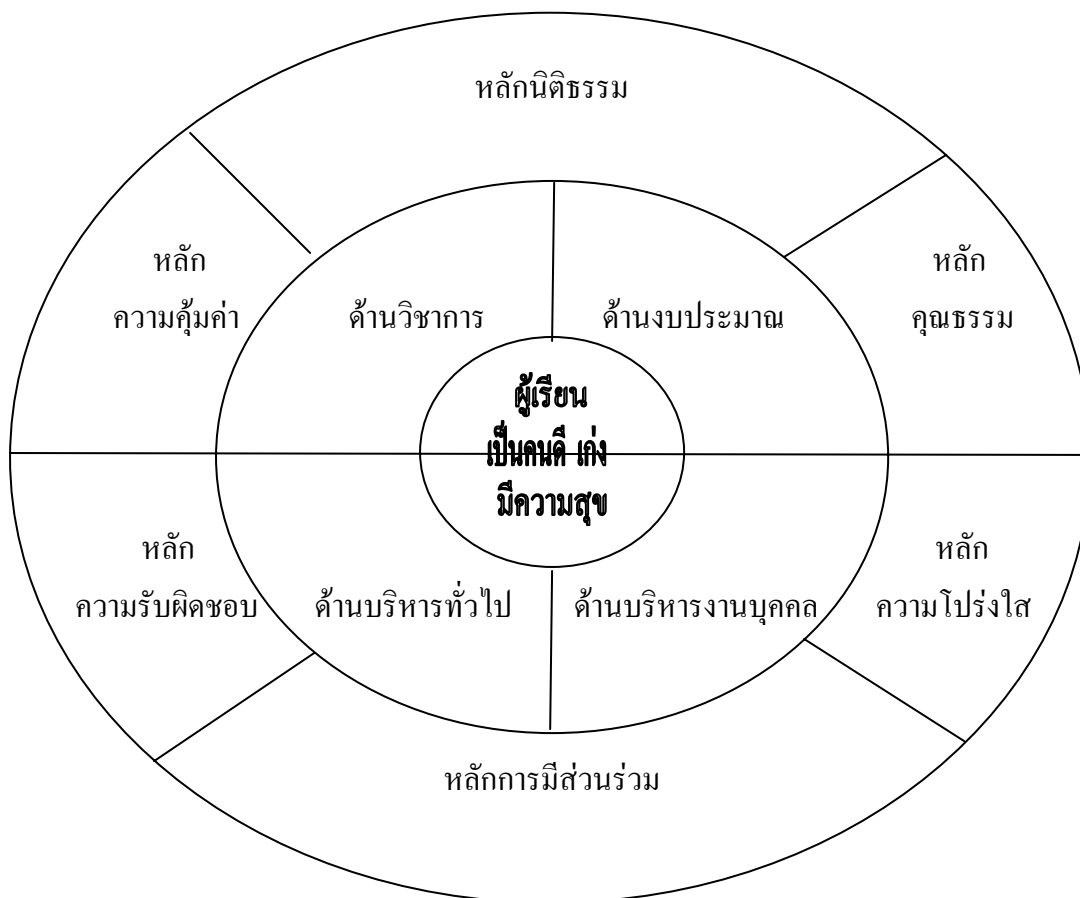 หลักนิติธรรม
หลัก
ความคุ้มค่า
ด้านวิชาการ
ด้านงบประมาณ
หลัก
คุณธรรม
ผู้เรียน
เป็นคนดี เก่ง
มีความสุข
หลัก
ความรับผิดชอบ
ด้านบริหารทั่วไป
ด้านบริหารงานบุคคล
หลัก
ความโปร่งใส
หลักการมีส่วนร่วม